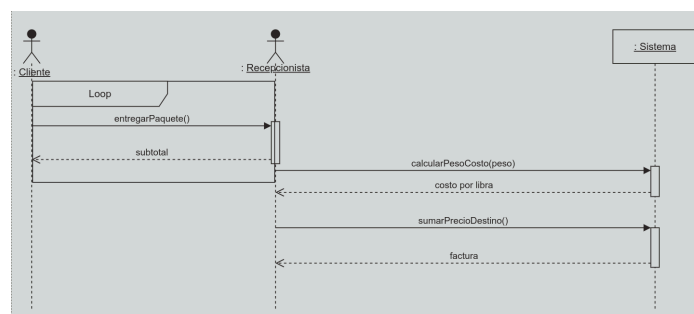 : Cliente
: Recepcionista
: Sistema
Loop
entregarPaquete()
subtotal
calcularPesoCosto(peso)
costo por libra
sumarPrecioDestino()
factura